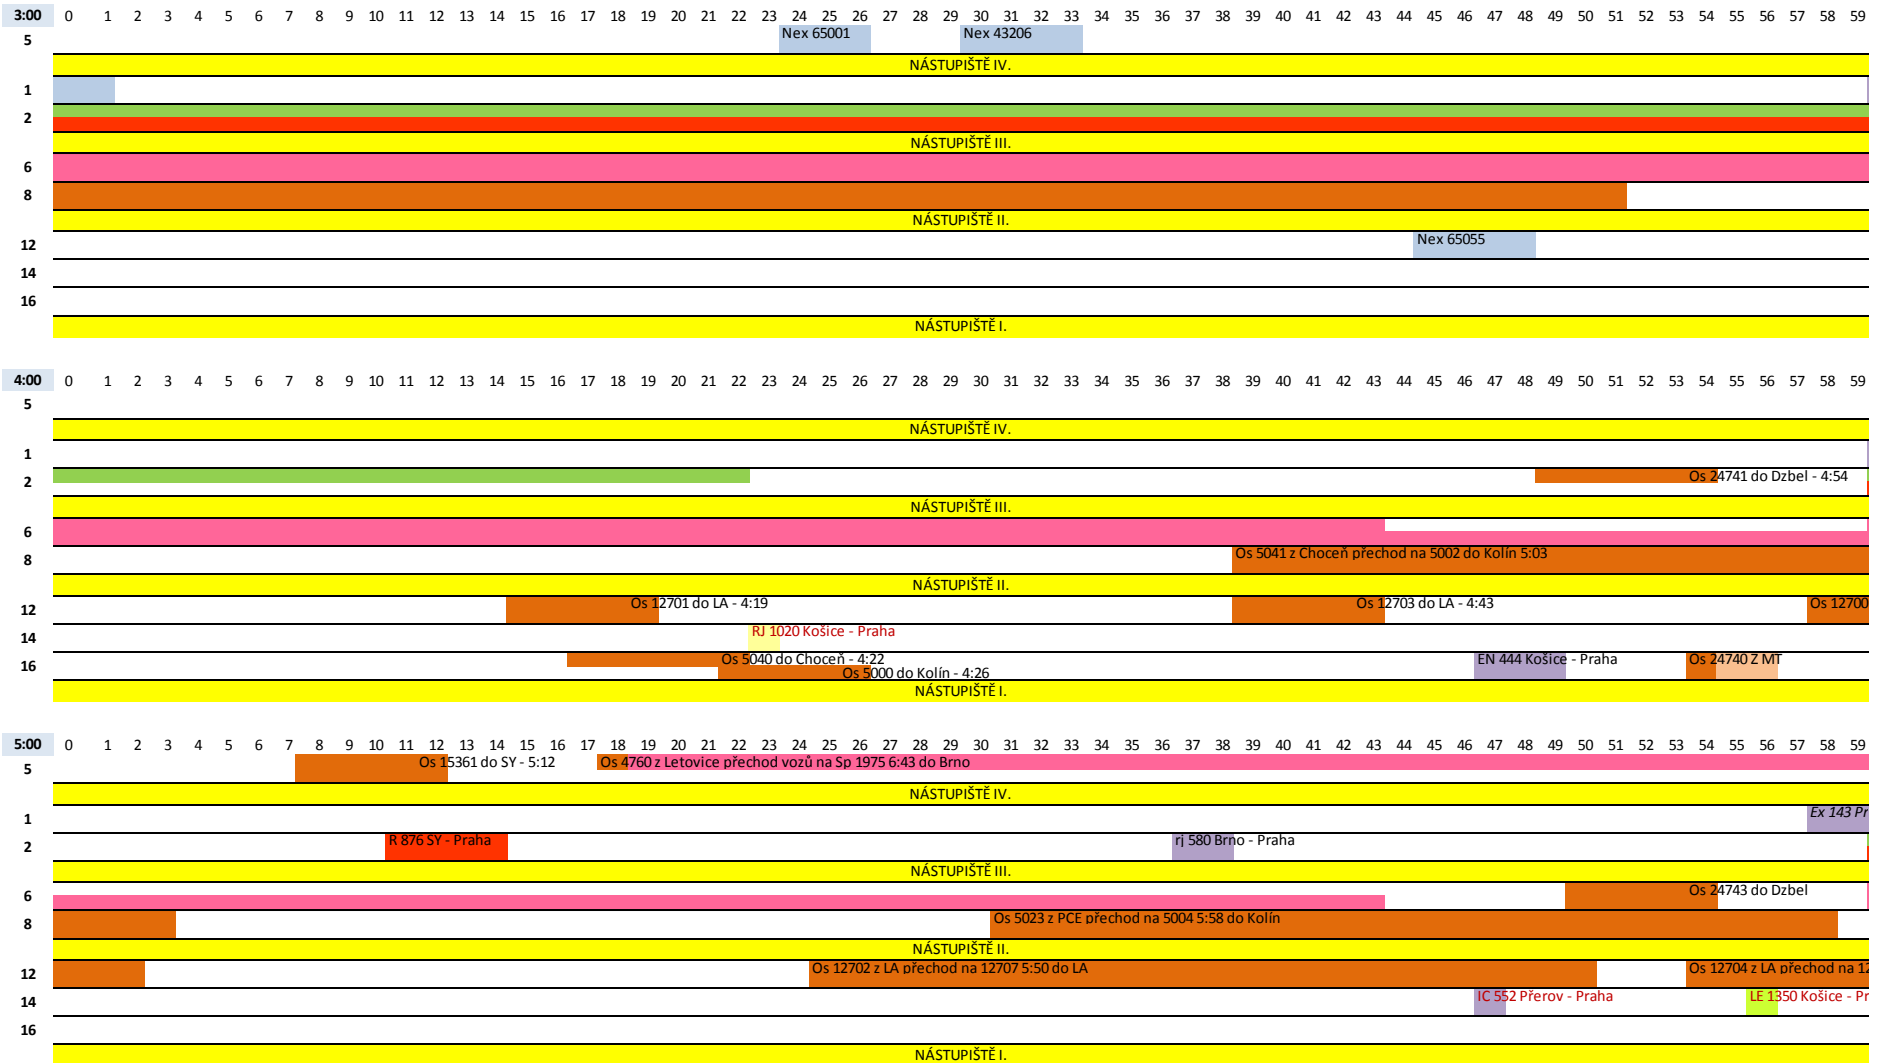 3:00 0 1 2 3 4 5 6 7 8 9 10 11 12 13 14 15 16 17 18 19 20 21 22 23 24 25 26 27 28 29 30 31 32 33 34 35 36 37 38 39 40 41 42 43 44 45 46 47 48 49 50 51 52 53 54 55 56 57 58 59
5 Nex 65001 Nex 43206
NÁSTUPIŠTĚ IV.
1
2
NÁSTUPIŠTĚ III.
6
8
NÁSTUPIŠTĚ II.
12 Nex 65055
14
16
NÁSTUPIŠTĚ I.
4:00 0 1 2 3 4 5 6 7 8 9 10 11 12 13 14 15 16 17 18 19 20 21 22 23 24 25 26 27 28 29 30 31 32 33 34 35 36 37 38 39 40 41 42 43 44 45 46 47 48 49 50 51 52 53 54 55 56 57 58 59
5
NÁSTUPIŠTĚ IV.
1
2 Os 24741 do Dzbel - 4:54
NÁSTUPIŠTĚ III.
6
8 Os 5041 z Choceň přechod na 5002 do Kolín 5:03
NÁSTUPIŠTĚ II.
12 Os 12701 do LA - 4:19 Os 12703 do LA - 4:43 Os 12700
14 RJ 1020 Košice - Praha
16 Os 5040 do Choceň - 4:22 EN 444 Košice - Praha Os 24740 Z MT
Os 5000 do Kolín - 4:26
NÁSTUPIŠTĚ I.
5:00 0 1 2 3 4 5 6 7 8 9 10 11 12 13 14 15 16 17 18 19 20 21 22 23 24 25 26 27 28 29 30 31 32 33 34 35 36 37 38 39 40 41 42 43 44 45 46 47 48 49 50 51 52 53 54 55 56 57 58 59
5 Os 15361 do SY - 5:12 Os 4760 z Letovice přechod vozů na Sp 1975 6:43 do Brno
NÁSTUPIŠTĚ IV.
1 Ex 143 Pr
2 R 876 SY - Praha rj 580 Brno - Praha
NÁSTUPIŠTĚ III.
6 Os 24743 do Dzbel
8 Os 5023 z PCE přechod na 5004 5:58 do Kolín
NÁSTUPIŠTĚ II.
12 Os 12702 z LA přechod na 12707 5:50 do LA Os 12704 z LA přechod na 12
14 IC 552 Přerov - Praha LE 1350 Košice - Pr
16
NÁSTUPIŠTĚ I.